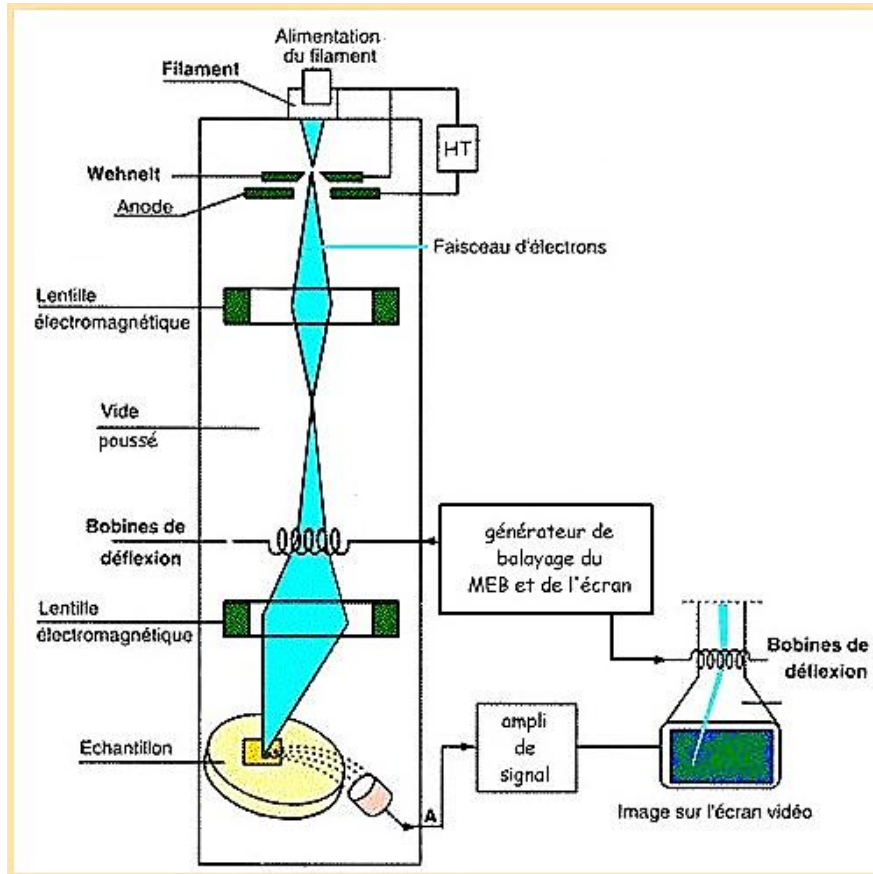 Alimentation
du filament
Filament
HT
Wehnelt
Anode
Faisceau d'électrons
Lentille
électromagnétique
Vide
poussé
Bobines de
déflexion
générateur de
balayage du
MEB et de l'écran
Lentille
électromagnétique
Bobines de
déflexion
Echantillon
ampli
de
signal
A
Image sur l'écran vidéo